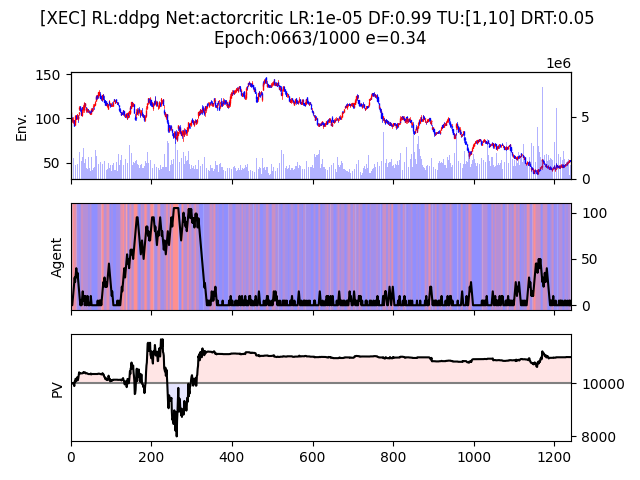 [XEC] RL:ddpg Net:actorcritic LR:1e-05 DF:0.99 TU:[1,10] DRT:0.05
Epoch:0663/1000 e=0.34
1e6
150
100
50
Env.
5
0
Agent
100
50
0
PV
10000
8000
0
200
400
600
800
1000
1200